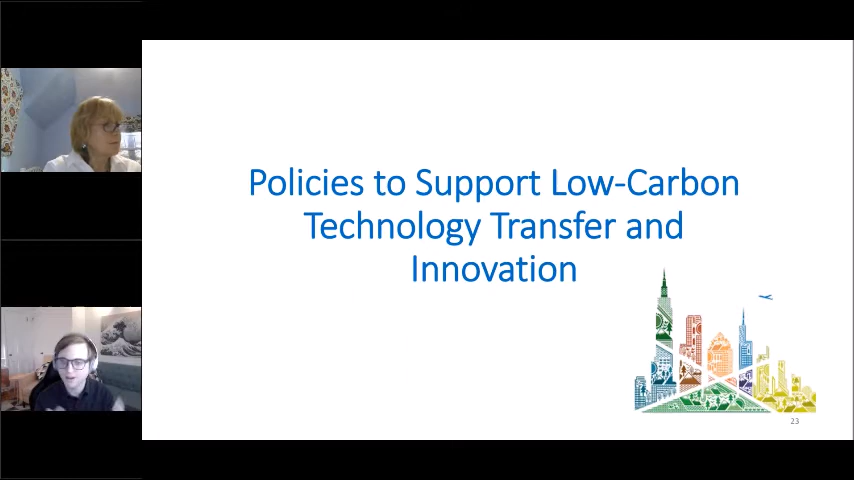 Policies to Support Low-Carbon
Technology Transfer and
Innovation
23